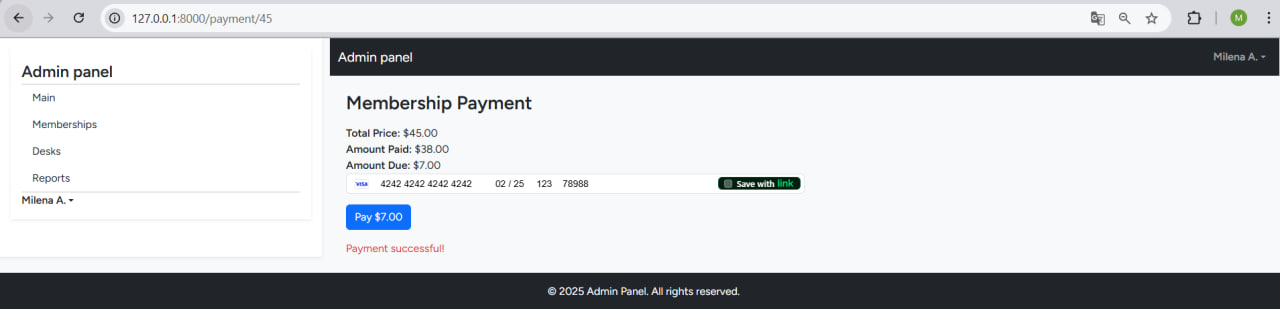 127.0.0.1:8000/payment/45
M
Admin panel
Main
Memberships
Desks
Reports
Milena A.
Admin panel
Milena A.
Membership Payment
Total Price: $45.00
Amount Paid: $38.00
Amount Due: $7.00
VISA 4242 4242 4242 4242 02 / 25 123 78988 Save with link
Pay $7.00
Payment successful!
© 2025 Admin Panel. All rights reserved.